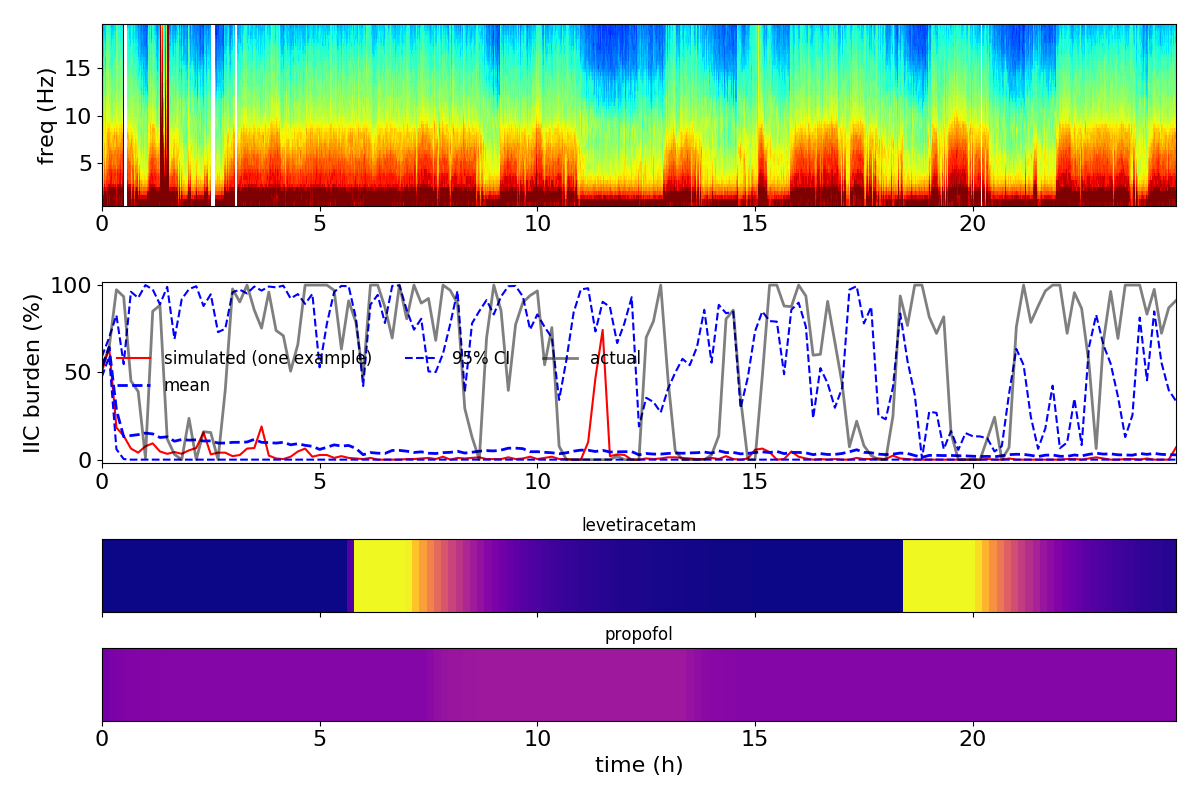 freq (Hz)
15
10
5
0 5 10 15 20
IIC burden (%)
100
50
0
simulated (one example) 95% CI actual
mean
0 5 10 15 20
levetiracetam
propofol
0 5 10 15 20
time (h)